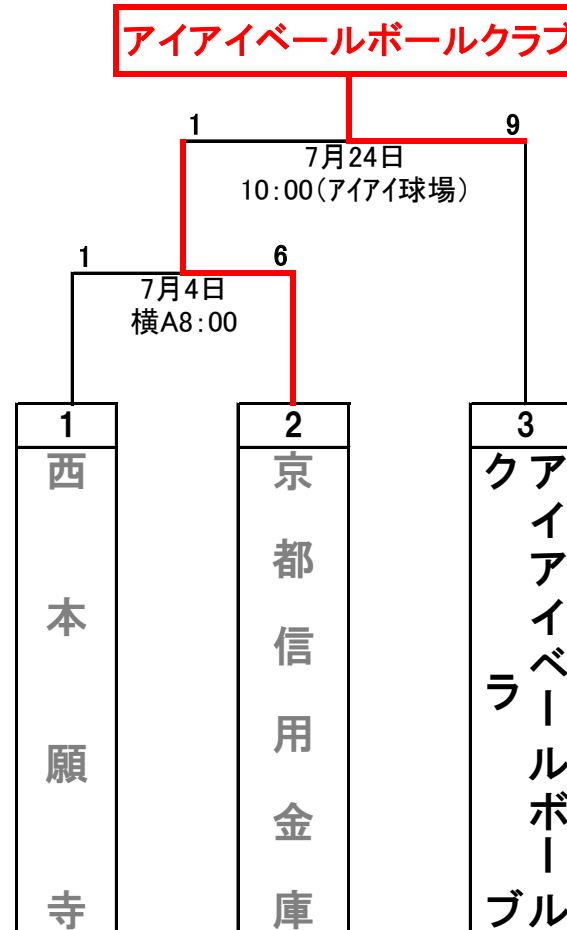 アイアイベールボールクラブ
1 9
7月24日
10:00(アイアイ球場)
1 6
7月4日
横A8:00
1 2 3
西本願寺
京都信用金庫
アイアイベールボール
クラブ